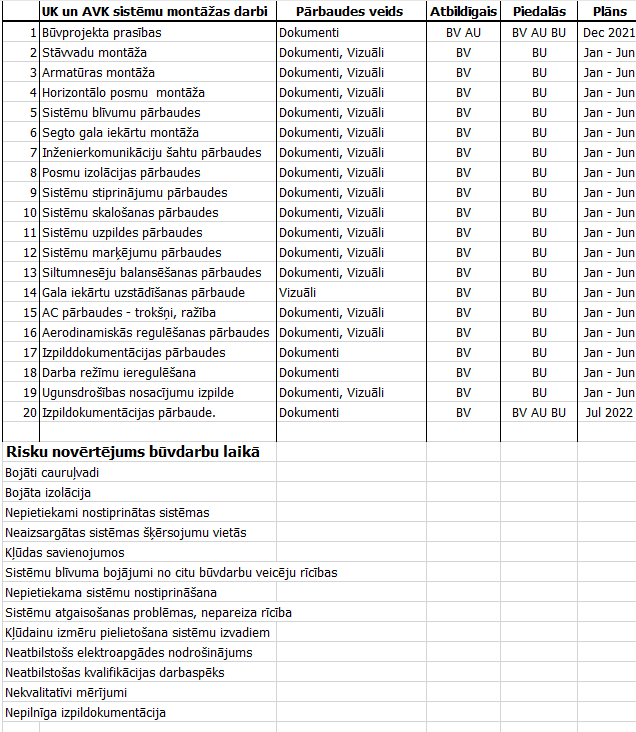 UK un AVK sistēmu montāžas darbi Pārbaudes veids Atbildīgais Piedalās Plāns
1 Būvprojekta prasības Dokumenti BV AU BV AU BU Dec 2021
2 Stāvvadu montāža Dokumenti, Vizuāli BV BU Jan - Jun
3 Armatūras montāža Dokumenti, Vizuāli BV BU Jan - Jun
4 Horizontālo posmu montāža Dokumenti, Vizuāli BV BU Jan - Jun
5 Sistēmu blīvumu pārbaudes Dokumenti, Vizuāli BV BU Jan - Jun
6 Segto gala iekārtu montāža Dokumenti, Vizuāli BV BU Jan - Jun
7 Inženierkomunikāciju šahtu pārbaudes Dokumenti, Vizuāli BV BU Jan - Jun
8 Posmu izolācijas pārbaudes Dokumenti, Vizuāli BV BU Jan - Jun
9 Sistēmu stiprinājumu pārbaudes Dokumenti, Vizuāli BV BU Jan - Jun
10 Sistēmu skalošanas pārbaudes Dokumenti, Vizuāli BV BU Jan - Jun
11 Sistēmu uzpildes pārbaudes Dokumenti, Vizuāli BV BU Jan - Jun
12 Sistēmu marķējumu pārbaudes Dokumenti, Vizuāli BV BU Jan - Jun
13 Siltumnesēju balansēšanas pārbaudes Dokumenti, Vizuāli BV BU Jan - Jun
14 Gala iekārtu uzstādīšanas pārbaude Vizuāli BV BU Jan - Jun
15 AC pārbaudes - trokšņi, ražība Dokumenti, Vizuāli BV BU Jan - Jun
16 Aerodinamiskās regulēšanas pārbaudes Dokumenti, Vizuāli BV BU Jan - Jun
17 Izpilddokumentācijas pārbaudes Dokumenti BV BU Jan - Jun
18 Darba režīmu ieregulēšana Dokumenti BV BU Jan - Jun
19 Ugunsdrošības nosacījumu izpilde Dokumenti, Vizuāli BV BU Jan - Jun
20 Izpildokumentācijas pārbaude. Dokumenti BV BV AU BU Jul 2022
Risku novērtējums būvdarbu laikā
Bojāti cauruļvadi
Bojāta izolācija
Nepietiekami nostiprinātas sistēmas
Neaizsargātas sistēmas šķērsojumu vietās
Kļūdas savienojumos
Sistēmu blīvuma bojājumi no citu būvdarbu veicēju rīcības
Nepietiekama sistēmu nostiprināšana
Sistēmu atgaisošanas problēmas, nepareiza rīcība
Kļūdainu izmēru pielietošana sistēmu izvadiem
Neatbilstošs elektroapgādes nodrošinājums
Neatbilstošas kvalifikācijas darbaspēks
Nekvalitatīvi mērījumi
Nepilnīga izpildokumentācija